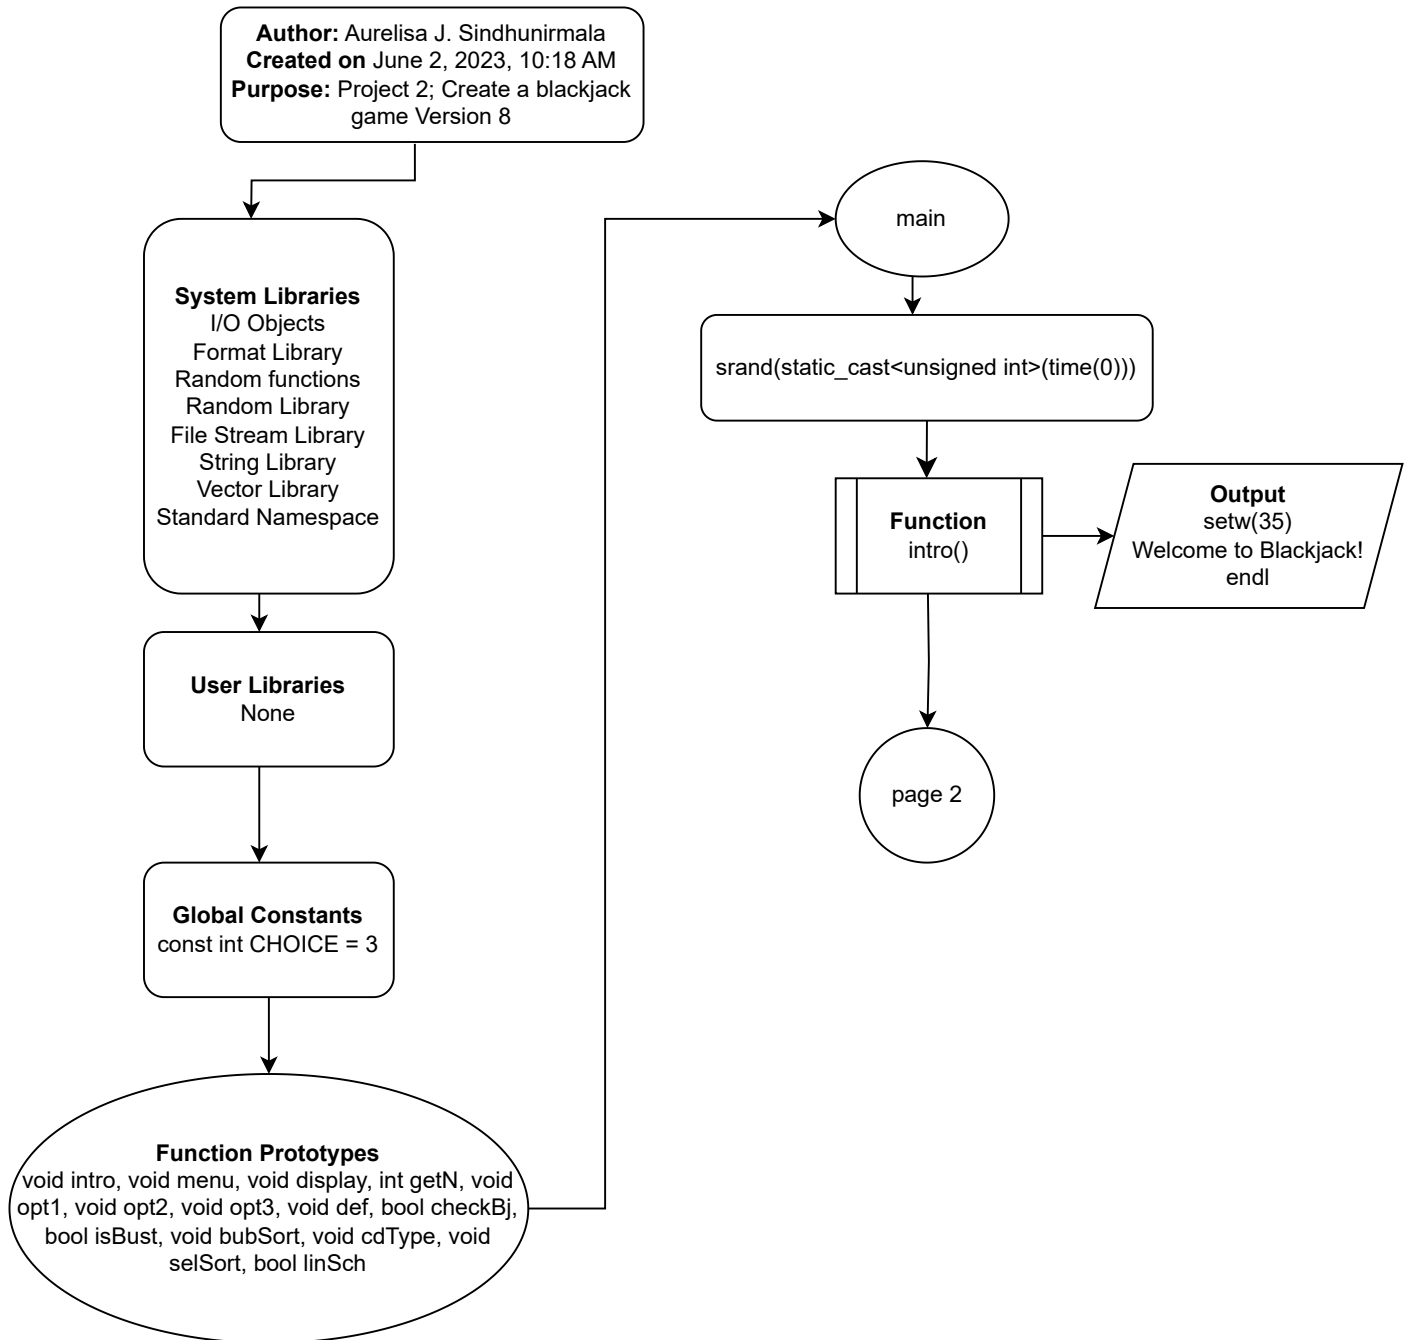 Author: Aurelisa J. Sindhunirmala
Created on June 2, 2023, 10:18 AM
Purpose: Project 2; Create a blackjack
game Version 8
System Libraries
I/O Objects
Format Library
Random functions
Random Library
File Stream Library
String Library
Vector Library
Standard Namespace
User Libraries
None
Global Constants
const int CHOICE = 3
Function Prototypes
void intro, void menu, void display, int getN, void
opt1, void opt2, void opt3, void def, bool checkBj,
bool isBust, void bubSort, void cdType, void
selSort, bool linSch
main
srand(static_cast<unsigned int>(time(0)))
Function
intro()
Output
setw(35)
Welcome to Blackjack!
endl
page 2